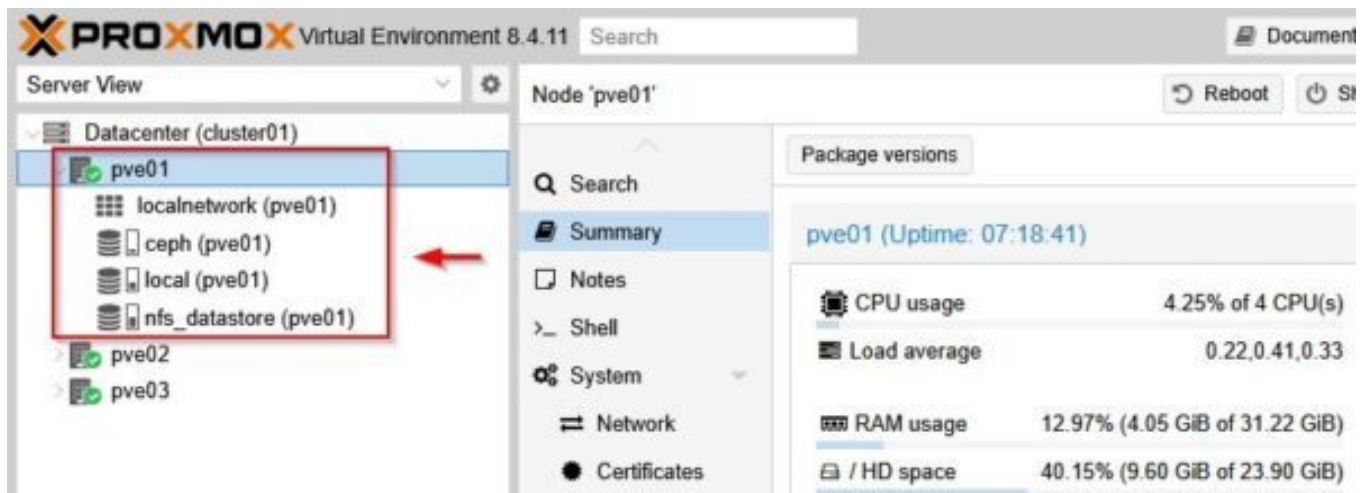 PROXMOX Virtual Environment 8.4.11 Search Document
Server View
Datacenter (cluster01)
pve01
localnetwork (pve01)
ceph (pve01)
local (pve01)
nfs_datastore (pve01)
pve02
pve03
Node 'pve01'
Reboot
Search
Summary
Notes
>_ Shell
System
Network
Certificates
Package versions
pve01 (Uptime: 07:18:41)
CPU usage 4.25% of 4 CPU(s)
Load average 0.22,0.41,0.33
RAM usage 12.97% (4.05 GiB of 31.22 GiB)
/ HD space 40.15% (9.60 GiB of 23.90 GiB)